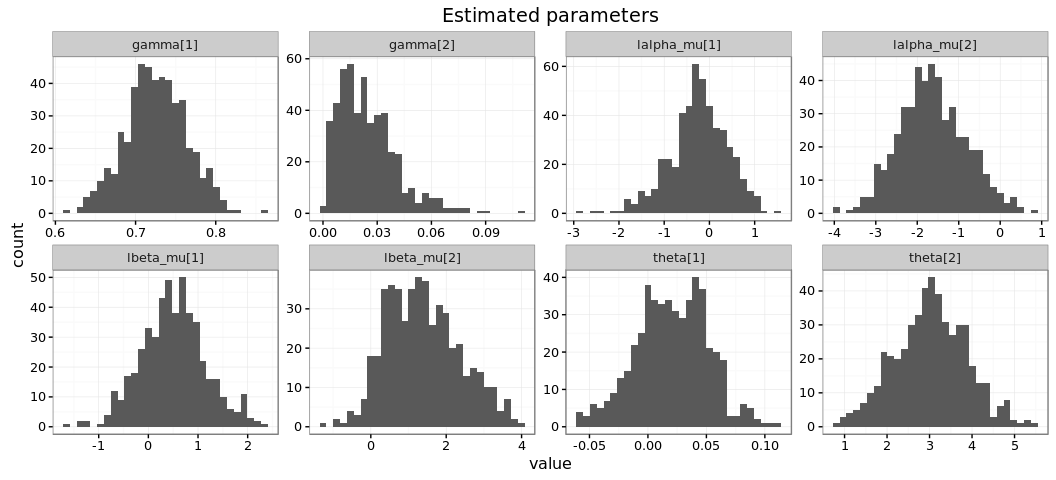 Estimated parameters
gamma[1] gamma[2] lalpha_mu[1] lalpha_mu[2]
40 30 20 10 0
60 40 20 0
60 40 20 0
40 30 20 10 0
0.6 0.7 0.8
0.00 0.03 0.06 0.09
-3 -2 -1 0 1
-4 -3 -2 -1 0 1
count
lbeta_mu[1] lbeta_mu[2] theta[1] theta[2]
50 40 30 20 10 0
30 20 10 0
40 30 20 10 0
40 30 20 10 0
-1 0 1 2
0 2 4
-0.05 0.00 0.05 0.10
1 2 3 4 5
value